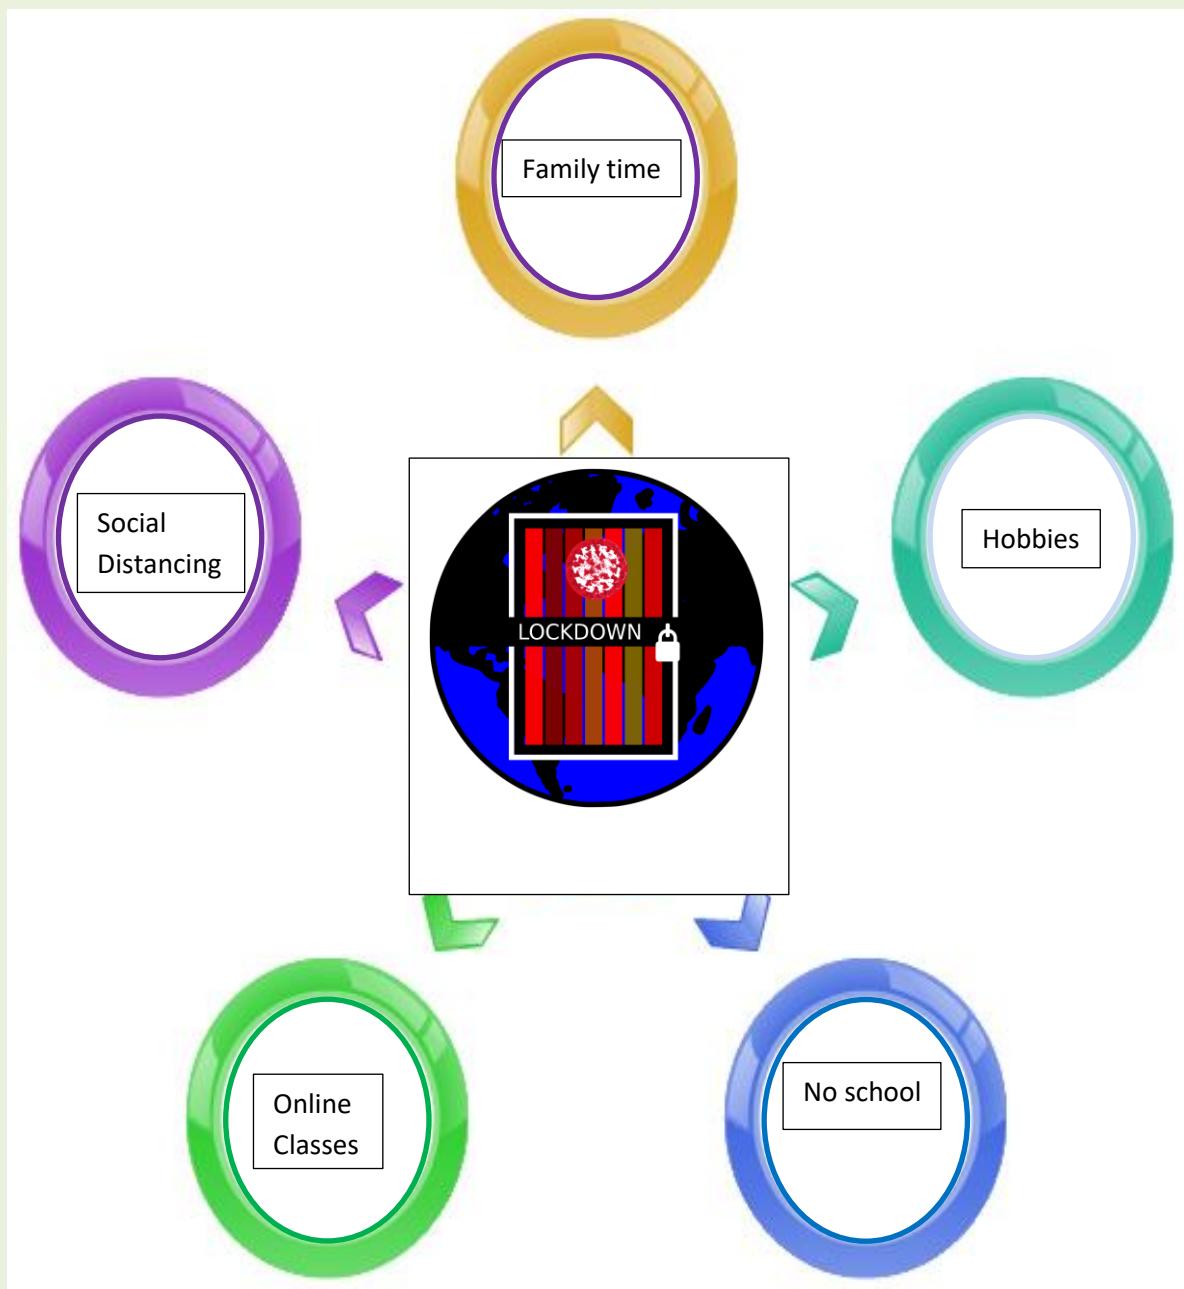 Family time
Social
Distancing
Hobbies
LOCKDOWN
Online
Classes
No school